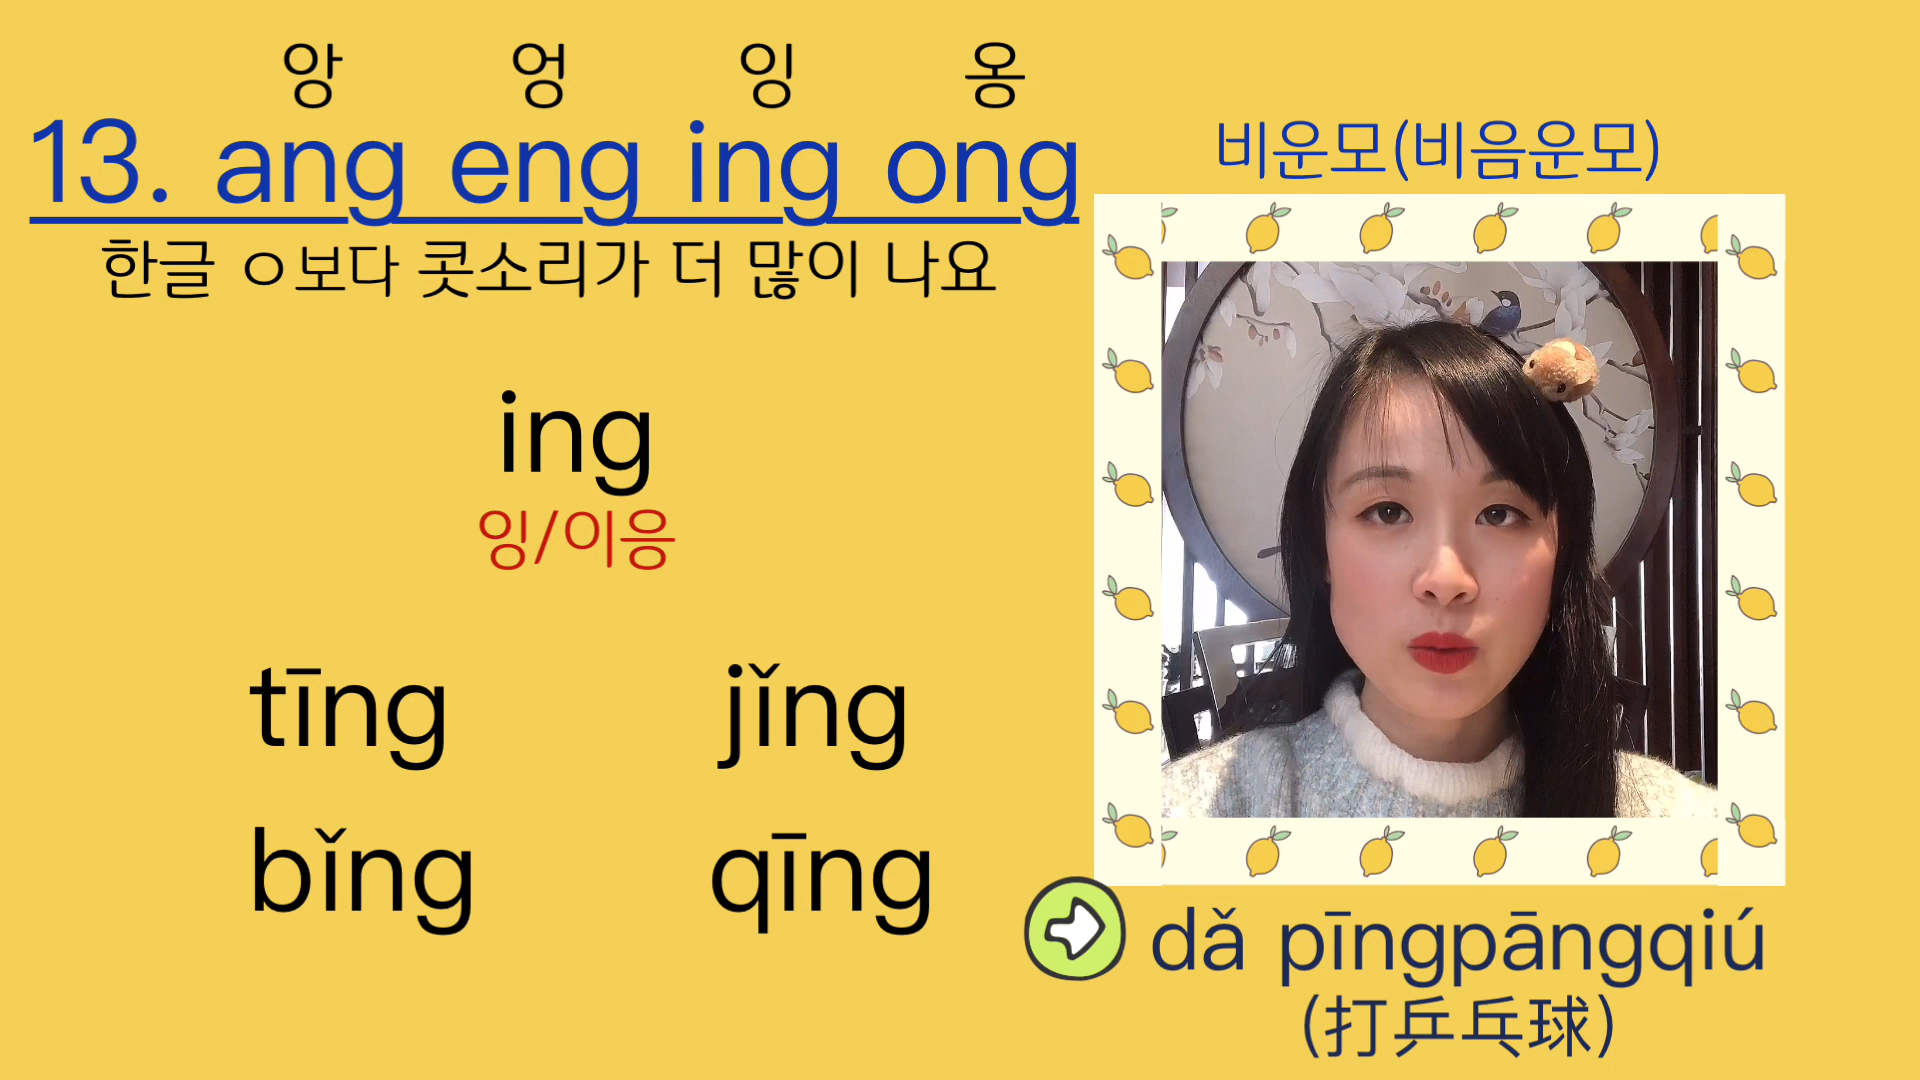 앙 엉 잉 옹
13. ang eng ing ong
한글 ㅇ보다 콧소리가 더 많이 나요
비운모(비음운모)
ing
잉/이응
tīng jǐng
bǐng qīng
dǎ pīngpāngqiú
(打乒乓球)